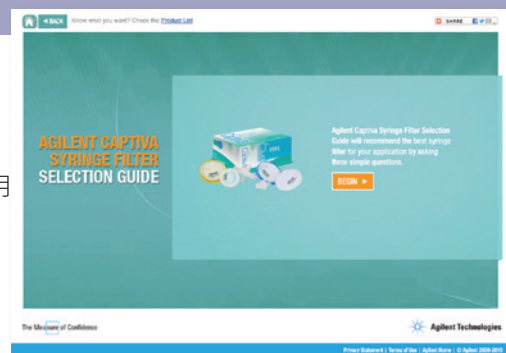 BACK
Know what you want? Check the Product List
SHARE
AGILENT CAPTIVA
SYRINGE FILTER
SELECTION GUIDE
PTFE
Agilent Captiva Syringe Filter Selection
Guide will recommend the best syringe
filter for your application by asking
three simple questions.
BEGIN
The Measure of Confidence
Agilent Technologies
Privacy Statement | Terms of Use | Agilent Home | © Agilent 2000-2013